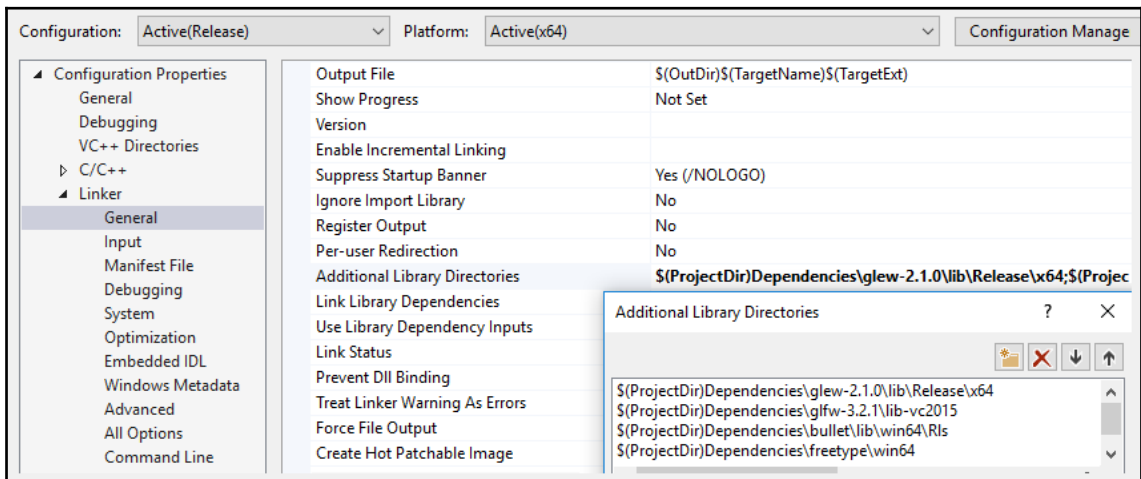 Configuration: Active(Release) Platform: Active(x64) Configuration Manage
Configuration Properties
General
Debugging
VC++ Directories
C/C++
Linker
General
Input
Manifest File
Debugging
System
Optimization
Embedded IDL
Windows Metadata
Advanced
All Options
Command Line
Output File $(OutDir)$(TargetName)$(TargetExt)
Show Progress Not Set
Version
Enable Incremental Linking
Suppress Startup Banner Yes (/NOLOGO)
Ignore Import Library No
Register Output No
Per-user Redirection No
Additional Library Directories $(ProjectDir)Dependencies\glew-2.1.0\lib\Release\x64;$(Projec
Link Library Dependencies
Use Library Dependency Inputs
Link Status
Prevent Dll Binding
Treat Linker Warning As Errors
Force File Output
Create Hot Patchable Image
Additional Library Directories ? ×
$(ProjectDir)Dependencies\glew-2.1.0\lib\Release\x64
$(ProjectDir)Dependencies\glfw-3.2.1\lib-vc2015
$(ProjectDir)Dependencies\bullet\lib\win64\Rls
$(ProjectDir)Dependencies\freetype\win64